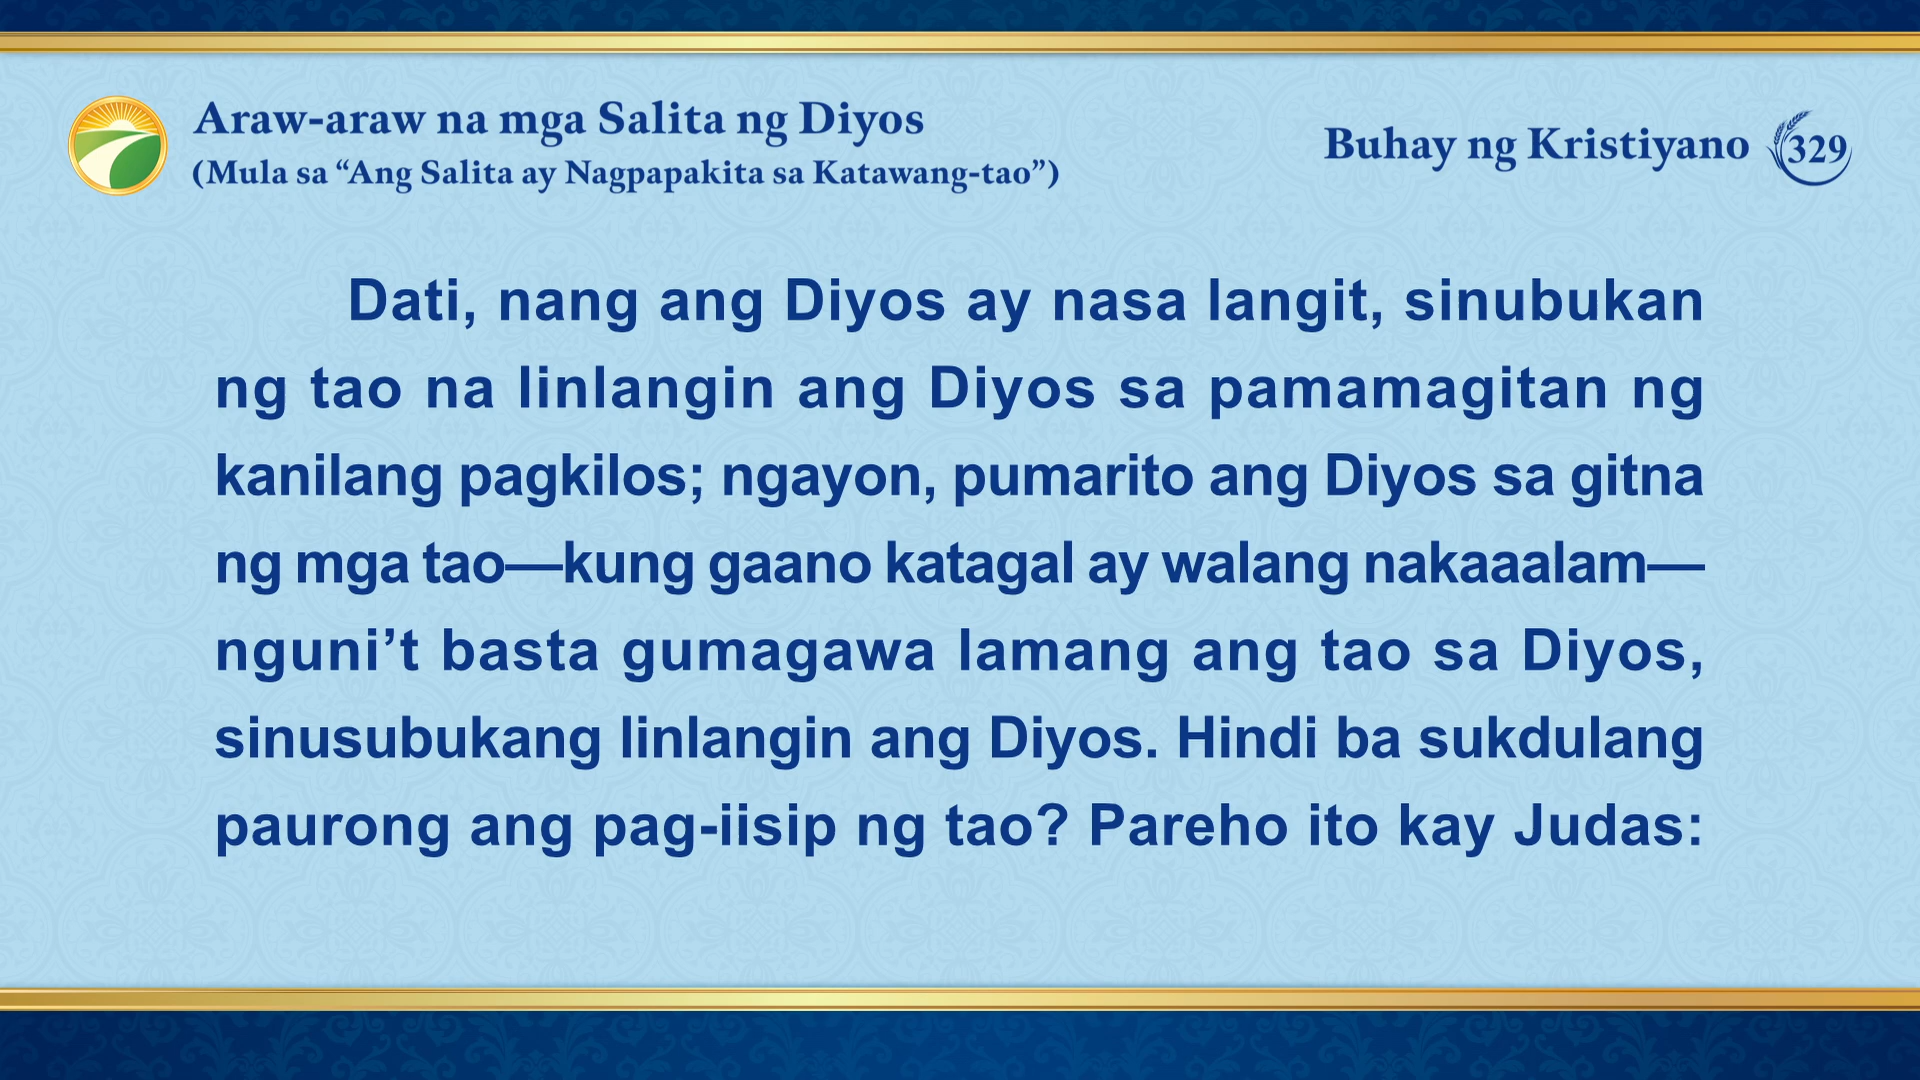 Araw-araw na mga Salita ng Diyos
(Mula sa “Ang Salita ay Nagpapakita sa Katawang-tao”)
Buhay ng Kristiyano 329
Dati, nang ang Diyos ay nasa langit, sinubukan
ng tao na linlangin ang Diyos sa pamamagitan ng
kanilang pagkilos; ngayon, pumarito ang Diyos sa gitna
ng mga tao—kung gaano katagal ay walang nakaaalam—
nguni’t basta gumagawa lamang ang tao sa Diyos,
sinusubukang linlangin ang Diyos. Hindi ba sukdulang
paurong ang pag-iisip ng tao? Pareho ito kay Judas: